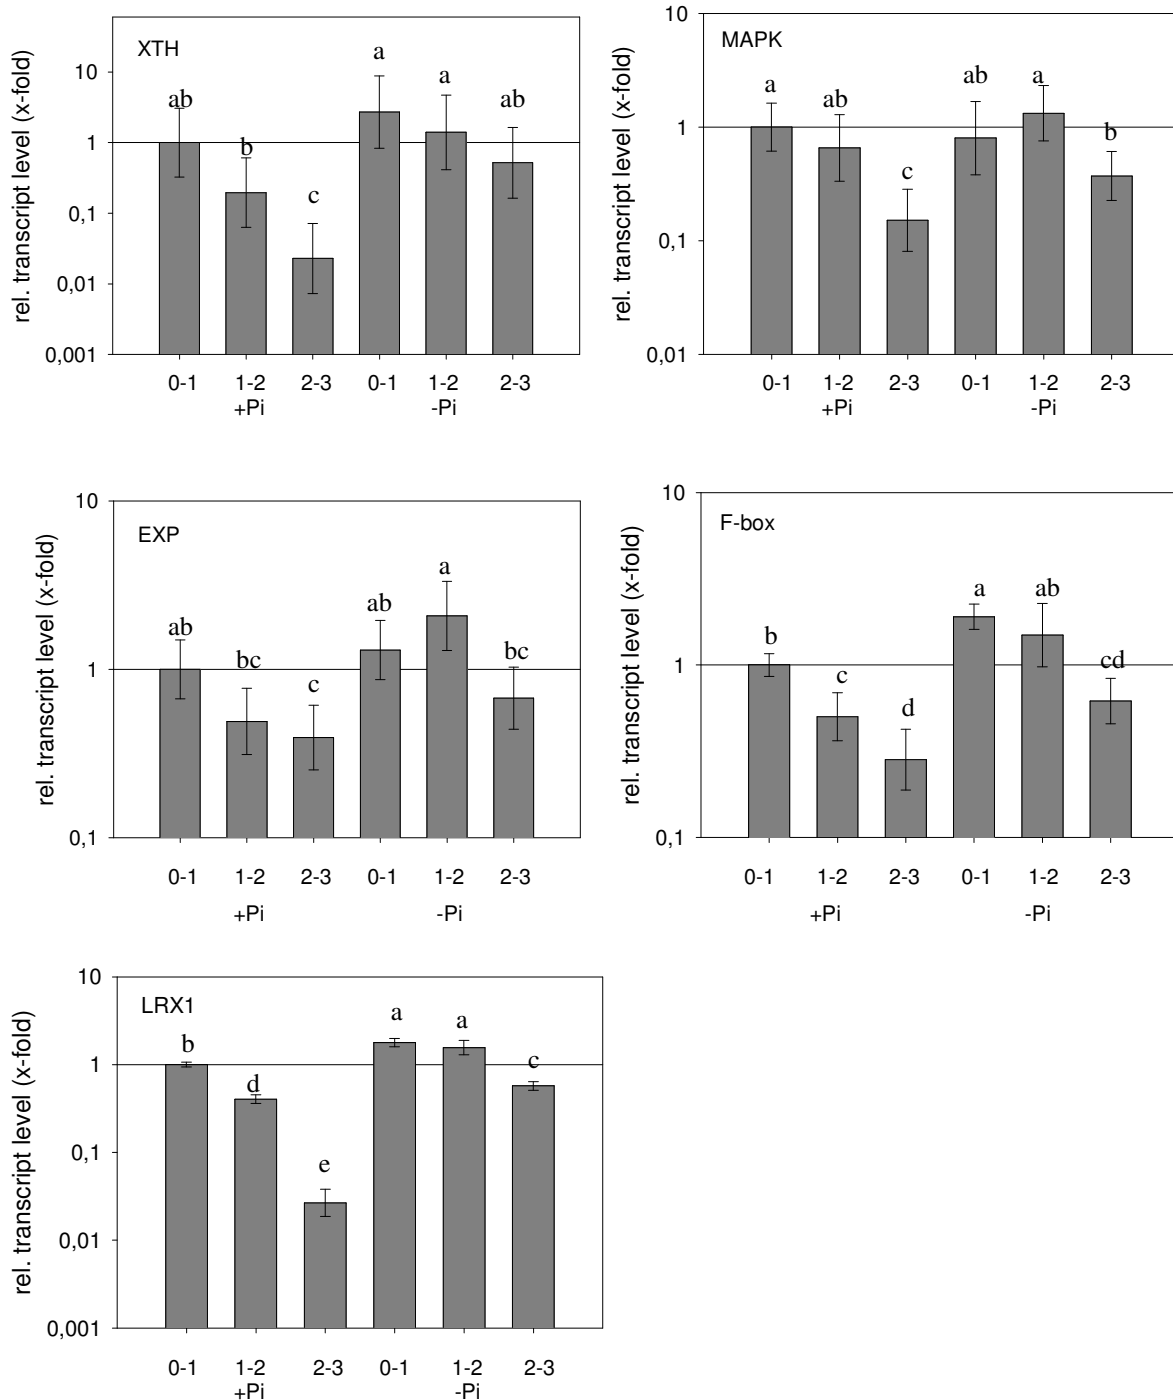 XTH
rel. transcript level (x-fold)
10
1
0,1
0,01
0,001
ab
b
c
a
a
ab
0-1 1-2 2-3 0-1 1-2 2-3
+Pi -Pi
MAPK
rel. transcript level (x-fold)
10
1
0,1
0,01
a
ab
c
ab
a
b
0-1 1-2 2-3 0-1 1-2 2-3
+Pi -Pi
EXP
rel. transcript level (x-fold)
10
1
0,1
ab
bc
c
ab
a
bc
0-1 1-2 2-3 0-1 1-2 2-3
+Pi -Pi
F-box
rel. transcript level (x-fold)
10
1
0,1
b
c
d
a
ab
cd
0-1 1-2 2-3 0-1 1-2 2-3
+Pi -Pi
LRX1
rel. transcript level (x-fold)
10
1
0,1
0,01
0,001
b
d
e
a
a
c
0-1 1-2 2-3 0-1 1-2 2-3
+Pi -Pi